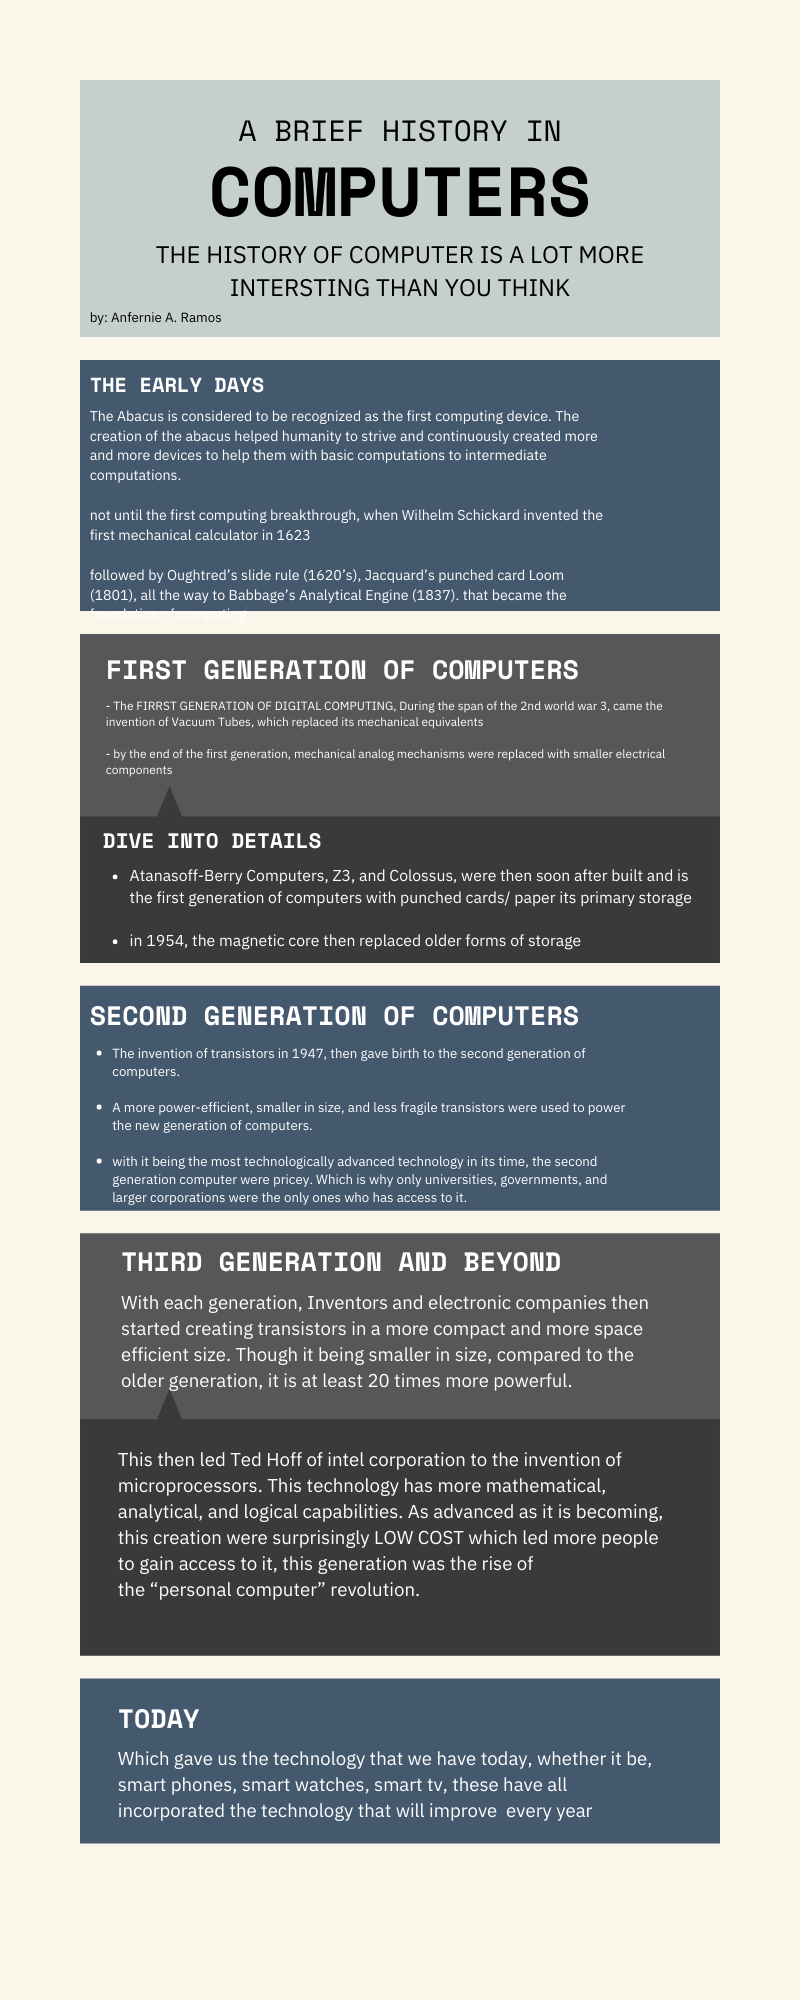 A BRIEF HISTORY IN
COMPUTERS
THE HISTORY OF COMPUTER IS A LOT MORE
INTERSTING THAN YOU THINK
by: Anfernie A. Ramos
THE EARLY DAYS
The Abacus is considered to be recognized as the first computing device. The
creation of the abacus helped humanity to strive and continuously created more
and more devices to help them with basic computations to intermediate
computations.
not until the first computing breakthrough, when Wilhelm Schickard invented the
first mechanical calculator in 1623
followed by Oughtred’s slide rule (1620’s), Jacquard’s punched card Loom
(1801), all the way to Babbage’s Analytical Engine (1837). that became the
foundation of computing
FIRST GENERATION OF COMPUTERS
- The FIRRST GENERATION OF DIGITAL COMPUTING, During the span of the 2nd world war 3, came the
invention of Vacuum Tubes, which replaced its mechanical equivalents
- by the end of the first generation, mechanical analog mechanisms were replaced with smaller electrical
components
DIVE INTO DETAILS
• Atanasoff-Berry Computers, Z3, and Colossus, were then soon after built and is
the first generation of computers with punched cards/ paper its primary storage
• in 1954, the magnetic core then replaced older forms of storage
SECOND GENERATION OF COMPUTERS
• The invention of transistors in 1947, then gave birth to the second generation of
computers.
• A more power-efficient, smaller in size, and less fragile transistors were used to power
the new generation of computers.
• with it being the most technologically advanced technology in its time, the second
generation computer were pricey. Which is why only universities, governments, and
larger corporations were the only ones who has access to it.
THIRD GENERATION AND BEYOND
With each generation, Inventors and electronic companies then
started creating transistors in a more compact and more space
efficient size. Though it being smaller in size, compared to the
older generation, it is at least 20 times more powerful.
This then led Ted Hoff of intel corporation to the invention of
microprocessors. This technology has more mathematical,
analytical, and logical capabilities. As advanced as it is becoming,
this creation were surprisingly LOW COST which led more people
to gain access to it, this generation was the rise of
the “personal computer” revolution.
TODAY
Which gave us the technology that we have today, whether it be,
smart phones, smart watches, smart tv, these have all
incorporated the technology that will improve  every year